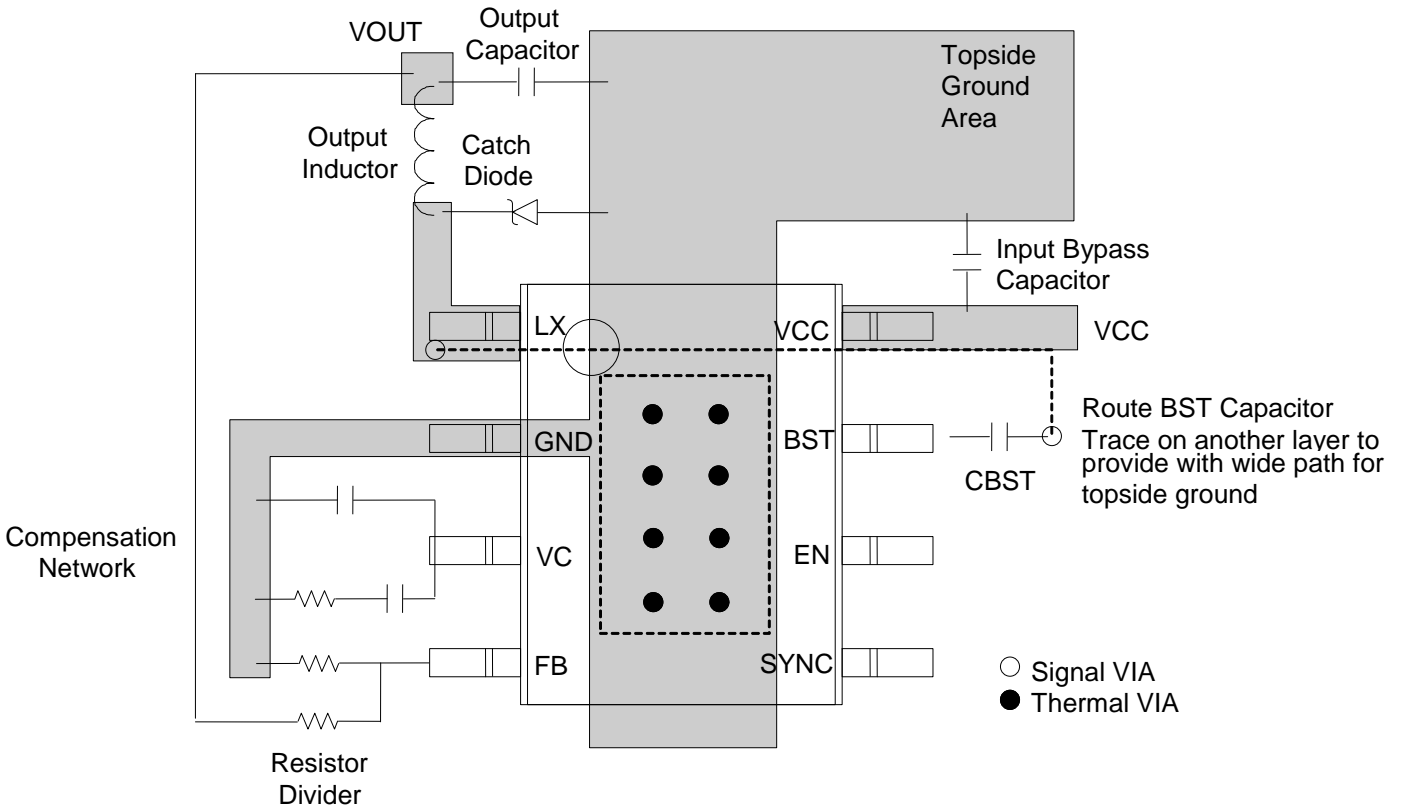 VOUT
Output
Capacitor
Topside
Ground
Area
Output
Inductor
Catch
Diode
Input Bypass
Capacitor
LX
VCC
VCC
GND
BST
CBST
Route BST Capacitor
Trace on another layer to
provide with wide path for
topside ground
Compensation
Network
VC
EN
FB
SYNC
Signal VIA
Thermal VIA
Resistor
Divider